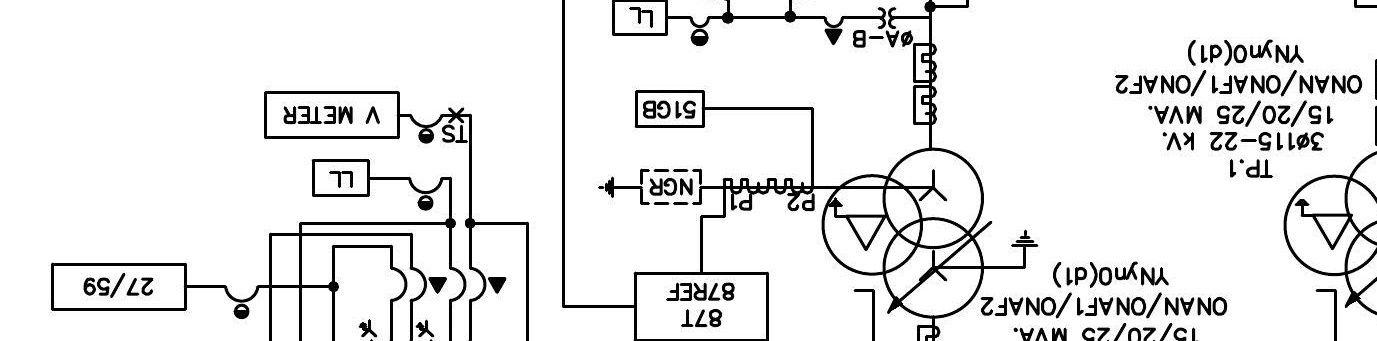 15/20/25 MVA.
ONAN/ONAF1/ONAF2
YNyn0(d1)
87T
87REF
27/59
TP.1
3ø115-22 kV.
15/20/25 MVA.
ONAN/ONAF1/ONAF2
YNyn0(d1)
P2
P1
NGR
LL
51GB
TS
V METER
øA-B
LL